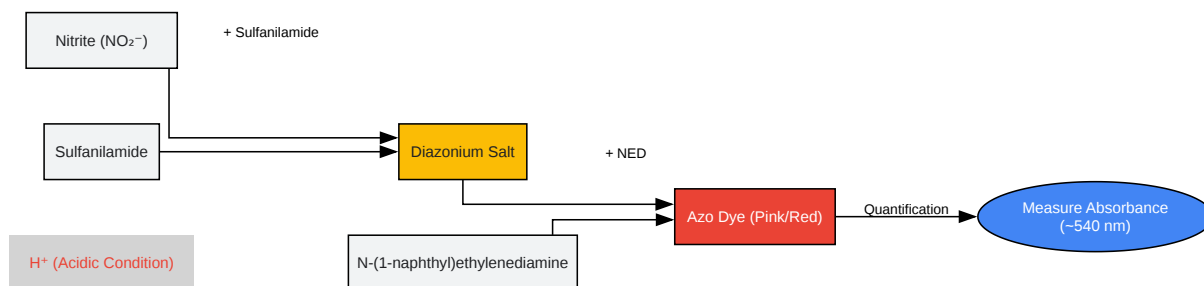 Nitrite (NO₂⁻)
+ Sulfanilamide
Sulfanilamide
Diazonium Salt
+ NED
Azo Dye (Pink/Red)
Quantification
Measure Absorbance
(~540 nm)
H⁺ (Acidic Condition)
N-(1-naphthyl)ethylenediamine